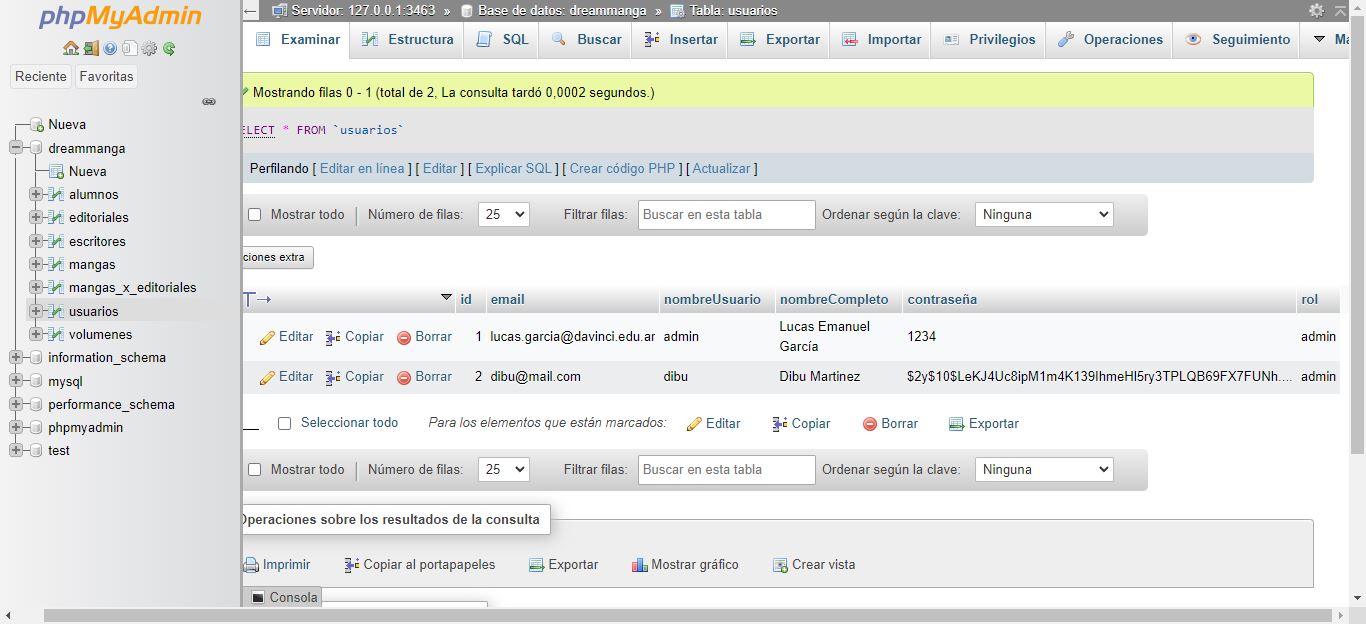 phpMyAdmin
Reciente Favoritas
Nueva
dreammanga
Nueva
alumnos
editoriales
escritores
mangas
mangas_x_editoriales
usuarios
volumenes
information_schema
mysql
performance_schema
phpmyadmin
test
Servidor: 127.0.0.1:3463 » Base de datos: dreammanga » Tabla: usuarios
Examinar Estructura SQL Buscar Insertar Exportar Importar Privilegios Operaciones Seguimiento Má
Mostrando filas 0 - 1 (total de 2, La consulta tardó 0,0002 segundos.)
ELECT * FROM `usuarios`
Perfilando [ Editar en línea ] [ Editar ] [ Explicar SQL ] [ Crear código PHP ] [ Actualizar ]
Mostrar todo | Número de filas: 25 Filtrar filas: Buscar en esta tabla Ordenar según la clave: Ninguna
ciones extra
id email nombreUsuario nombreCompleto contraseña rol
Editar Copiar Borrar 1 lucas.garcia@davinci.edu.ar admin Lucas Emanuel García 1234 admin
Editar Copiar Borrar 2 dibu@mail.com dibu Dibu Martinez $2y$10$LeKJ4Uc8ipM1m4K139IhmeHI5ry3TPLQB69FX7FUNh.... admin
Seleccionar todo Para los elementos que están marcados: Editar Copiar Borrar Exportar
Mostrar todo | Número de filas: 25 Filtrar filas: Buscar en esta tabla Ordenar según la clave: Ninguna
Operaciones sobre los resultados de la consulta
Imprimir Copiar al portapapeles Exportar Mostrar gráfico Crear vista
Consola